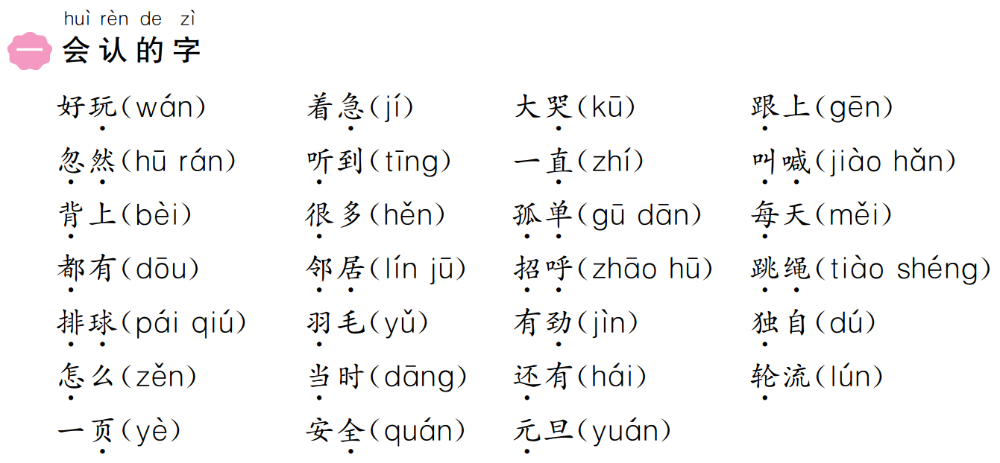 huì rèn de zì
一 会认的字
好玩(wán) 着急(jí) 大哭(kū) 跟上(gēn)
忽然(hū rán) 听到(tīng) 一直(zhí) 叫喊(jiào hǎn)
背上(bèi) 很多(hěn) 孤单(gū dān) 每天(měi)
都有(dōu) 邻居(lín jū) 招呼(zhāo hū) 跳绳(tiào shéng)
排球(pái qiú) 羽毛(yǔ) 有劲(jìn) 独自(dú)
怎么(zěn) 当时(dāng) 还有(hái) 轮流(lún)
一页(yè) 安全(quán) 元旦(yuán)